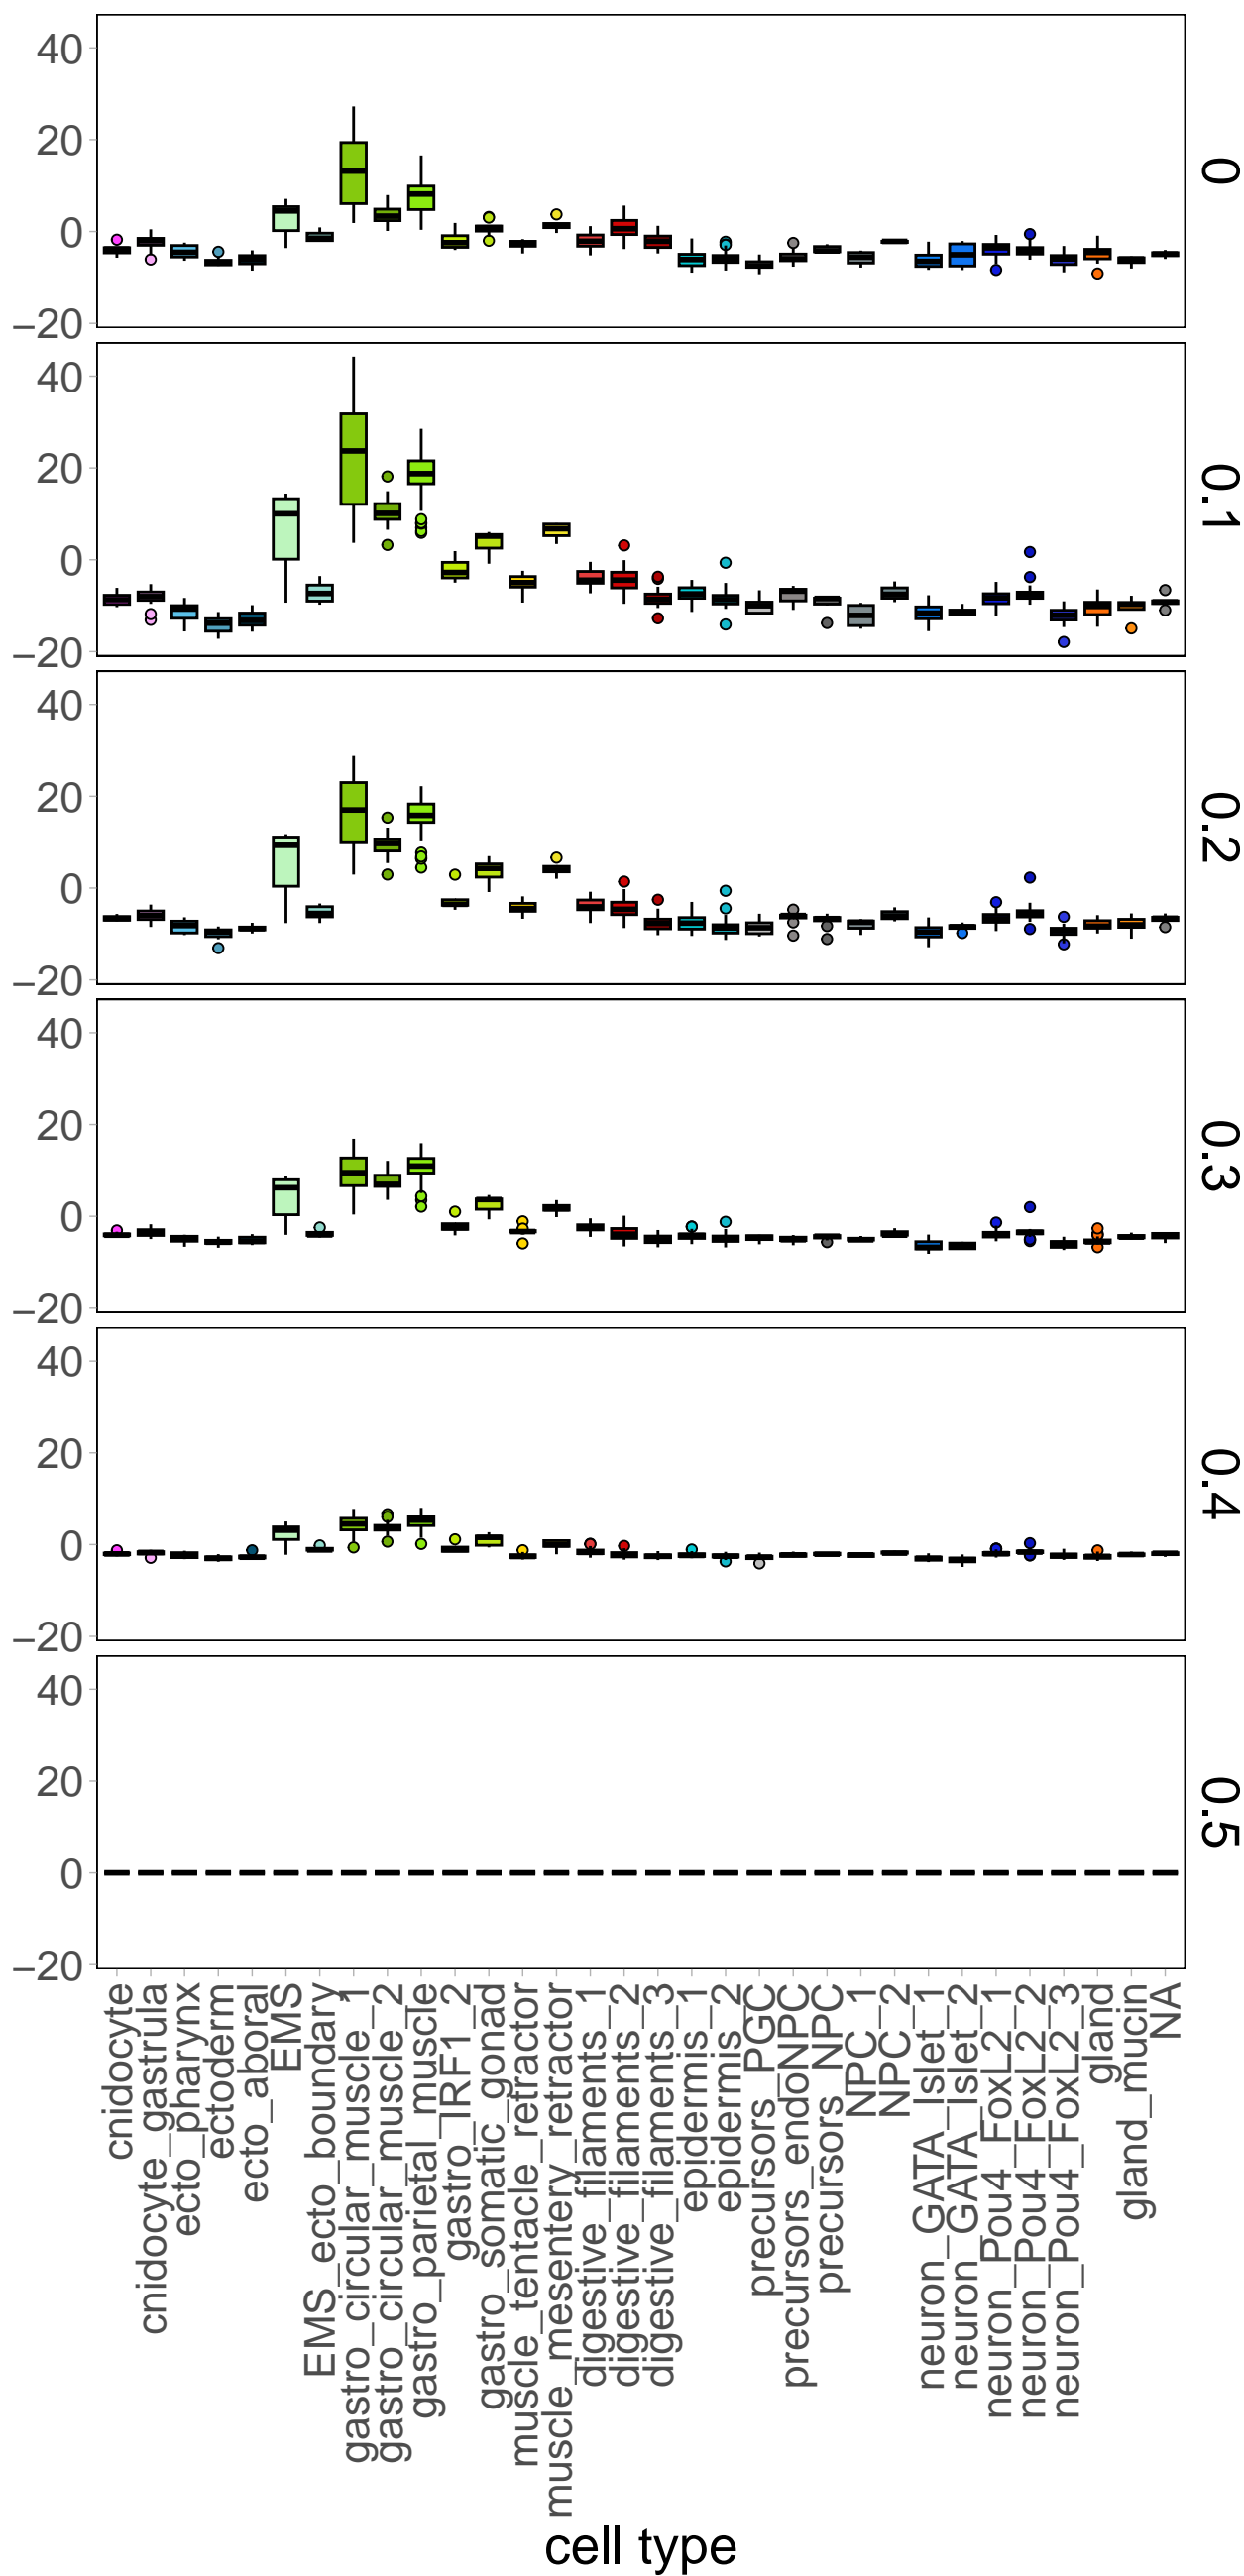 40
20
0
−20
0
40
20
0
−20
0.1
40
20
0
−20
0.2
40
20
0
−20
0.3
40
20
0
−20
0.4
40
20
0
−20
0.5
cnidocyte
cnidocyte_gastrula
ecto_pharynx
ectoderm
ecto_aboral
EMS
EMS_ecto_boundary
gastro_circular_muscle_1
gastro_circular_muscle_2
gastro_parietal_muscle
gastro_IRF1_2
gastro_somatic_gonad
muscle_tentacle_retractor
muscle_mesentery_retractor
digestive_filaments_1
digestive_filaments_2
digestive_filaments_3
epidermis_1
epidermis_2
precursors_PGC
precursors_endoNPC
precursors_NPC
NPC_1
NPC_2
neuron_GATA_Islet_1
neuron_GATA_Islet_2
neuron_Pou4_FoxL2_1
neuron_Pou4_FoxL2_2
neuron_Pou4_FoxL2_3
gland
gland_mucin
NA
cell type